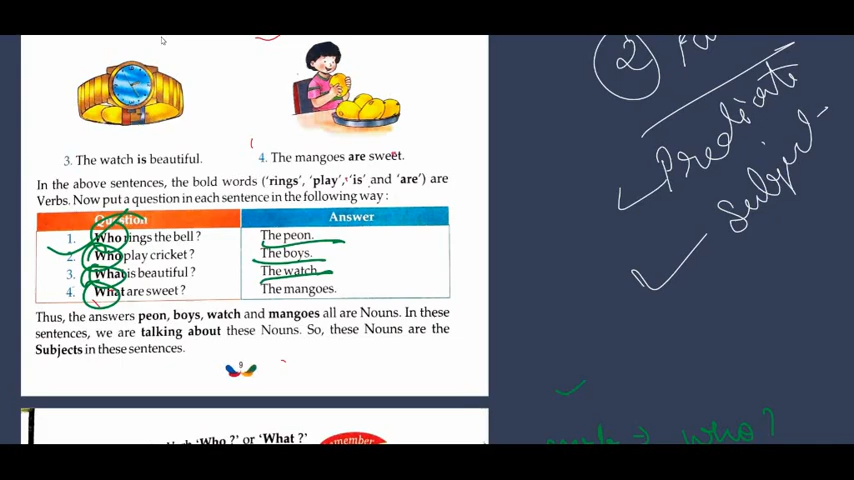 3. The watch is beautiful.
4. The mangoes are sweet.
In the above sentences, the bold words ('rings', 'play', 'is' and 'are') are
Verbs. Now put a question in each sentence in the following way :
Question Answer
1. Who rings the bell ? The peon.
2. Who play cricket ? The boys.
3. What is beautiful ? The watch.
4. What are sweet ? The mangoes.
Thus, the answers peon, boys, watch and mangoes all are Nouns. In these
sentences, we are talking about these Nouns. So, these Nouns are the
Subjects in these sentences.
9
'Who ?' or 'What ?'
2
Predicate
Who?